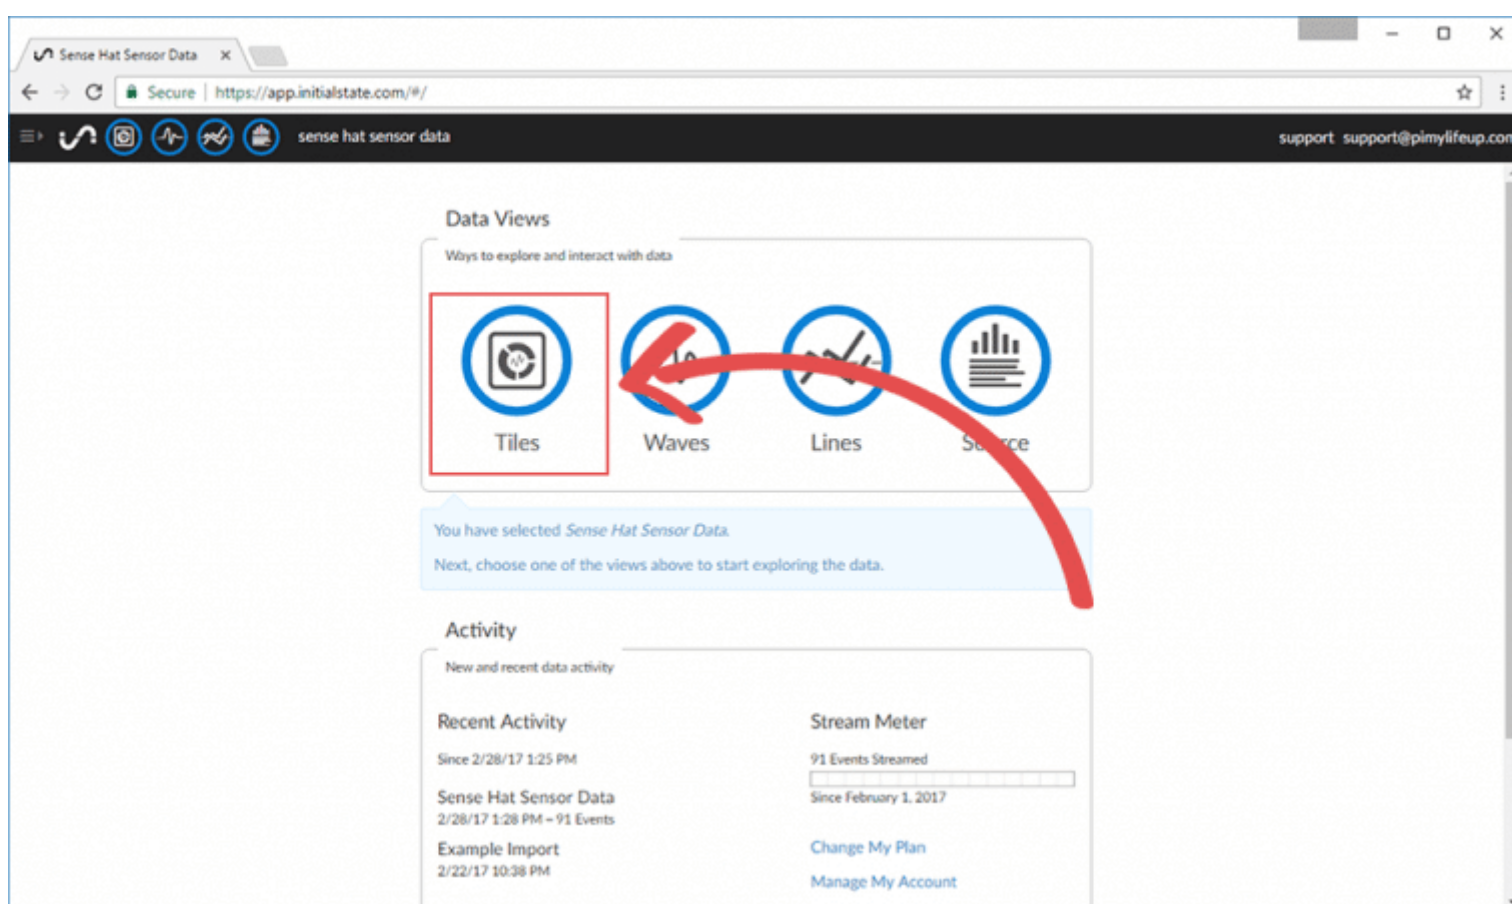 Sense Hat Sensor Data
Secure | https://app.initialstate.com/#/
sense hat sensor data
support support@pimylifeup.com
Data Views
Ways to explore and interact with data
Tiles
Waves
Lines
Source
You have selected Sense Hat Sensor Data.
Next, choose one of the views above to start exploring the data.
Activity
New and recent data activity
Recent Activity
Since 2/28/17 1:25 PM
Sense Hat Sensor Data
2/28/17 1:28 PM – 91 Events
Example Import
2/22/17 10:38 PM
Stream Meter
91 Events Streamed
Since February 1, 2017
Change My Plan
Manage My Account